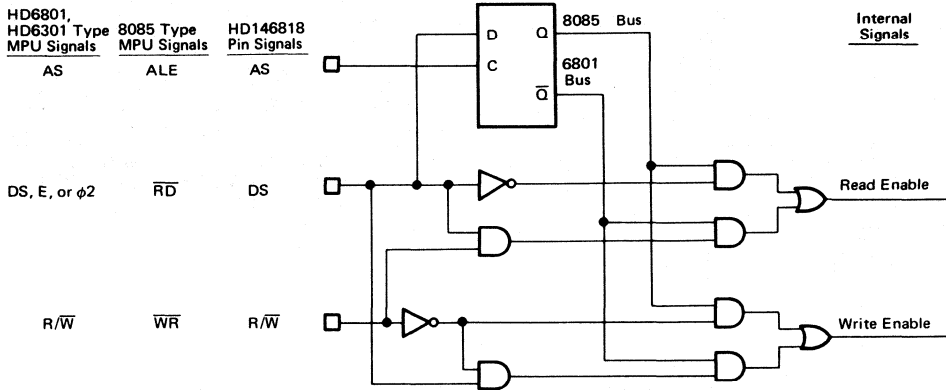 HD6801,
HD6301 Type
MPU Signals
8085 Type
MPU Signals
HD146818
Pin Signals
8085 Bus
Internal
Signals
D
Q
AS
ALE
AS
C
6801
Bus
Q̅
DS, E, or φ2
R̅D̅
DS
Read Enable
R/W̅
W̅R̅
R/W̅
Write Enable